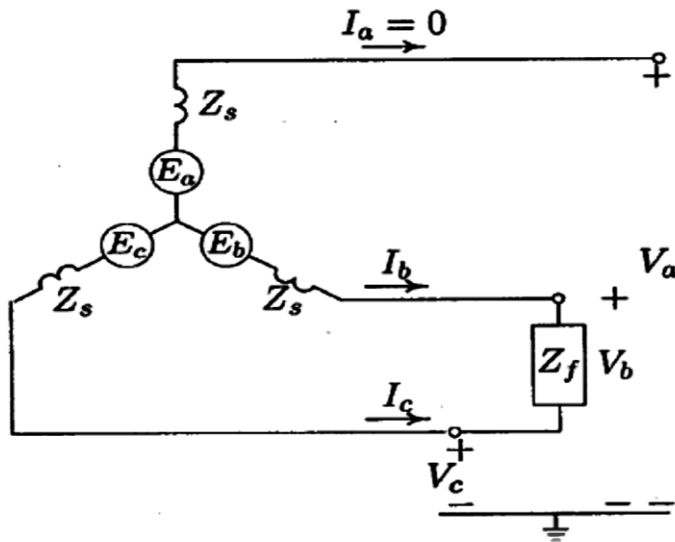 I_a = 0
+
Z_s
E_a
E_c
E_b
I_b
V_a
+
Z_s
Z_s
Z_f
V_b
I_c
+
V_c
− − −